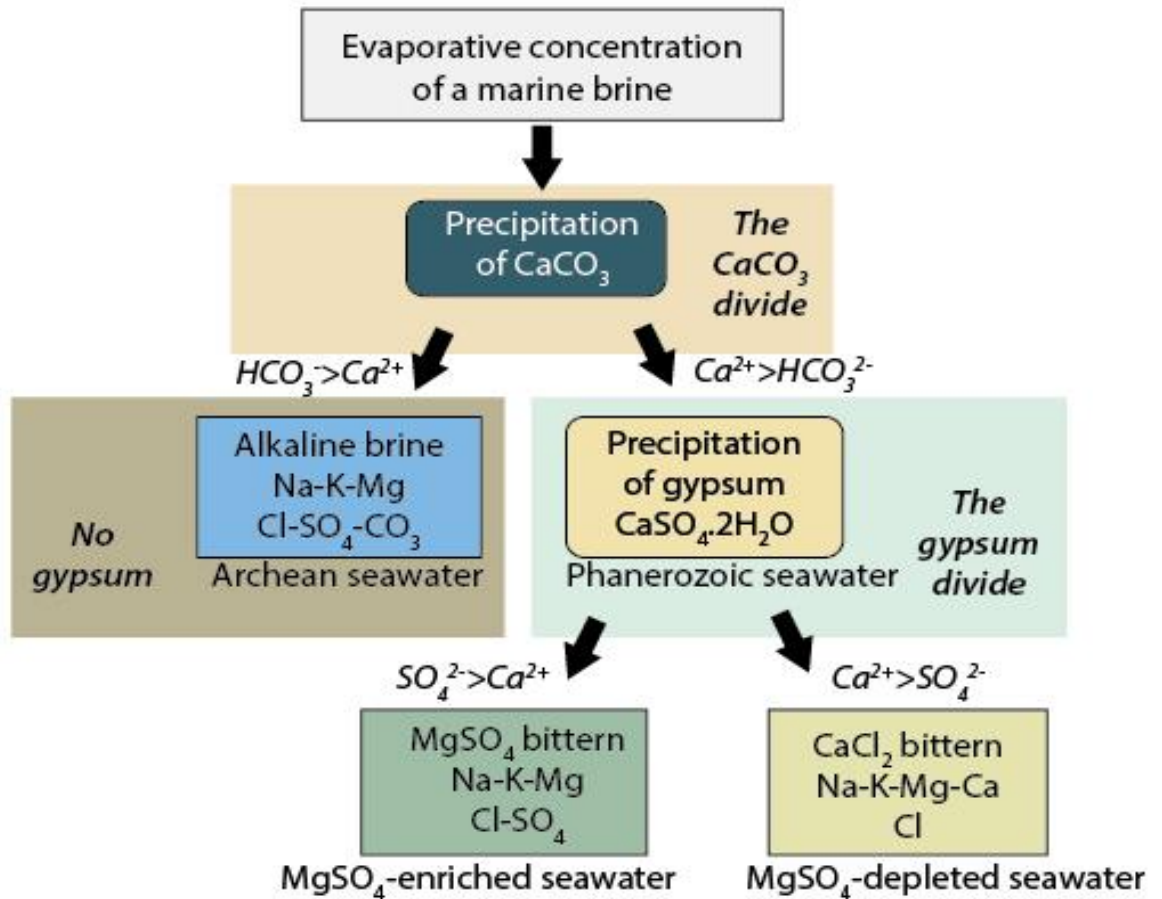 Evaporative concentration
of a marine brine
Precipitation
of CaCO₃
The
CaCO₃
divide
HCO₃⁻>Ca²⁺
Ca²⁺>HCO₃²⁻
No
gypsum
Alkaline brine
Na-K-Mg
Cl-SO₄-CO₃
Archean seawater
Precipitation
of gypsum
CaSO₄.2H₂O
Phanerozoic seawater
The
gypsum
divide
SO₄²⁻>Ca²⁺
Ca²⁺>SO₄²⁻
MgSO₄ bittern
Na-K-Mg
Cl-SO₄
MgSO₄-enriched seawater
CaCl₂ bittern
Na-K-Mg-Ca
Cl
MgSO₄-depleted seawater